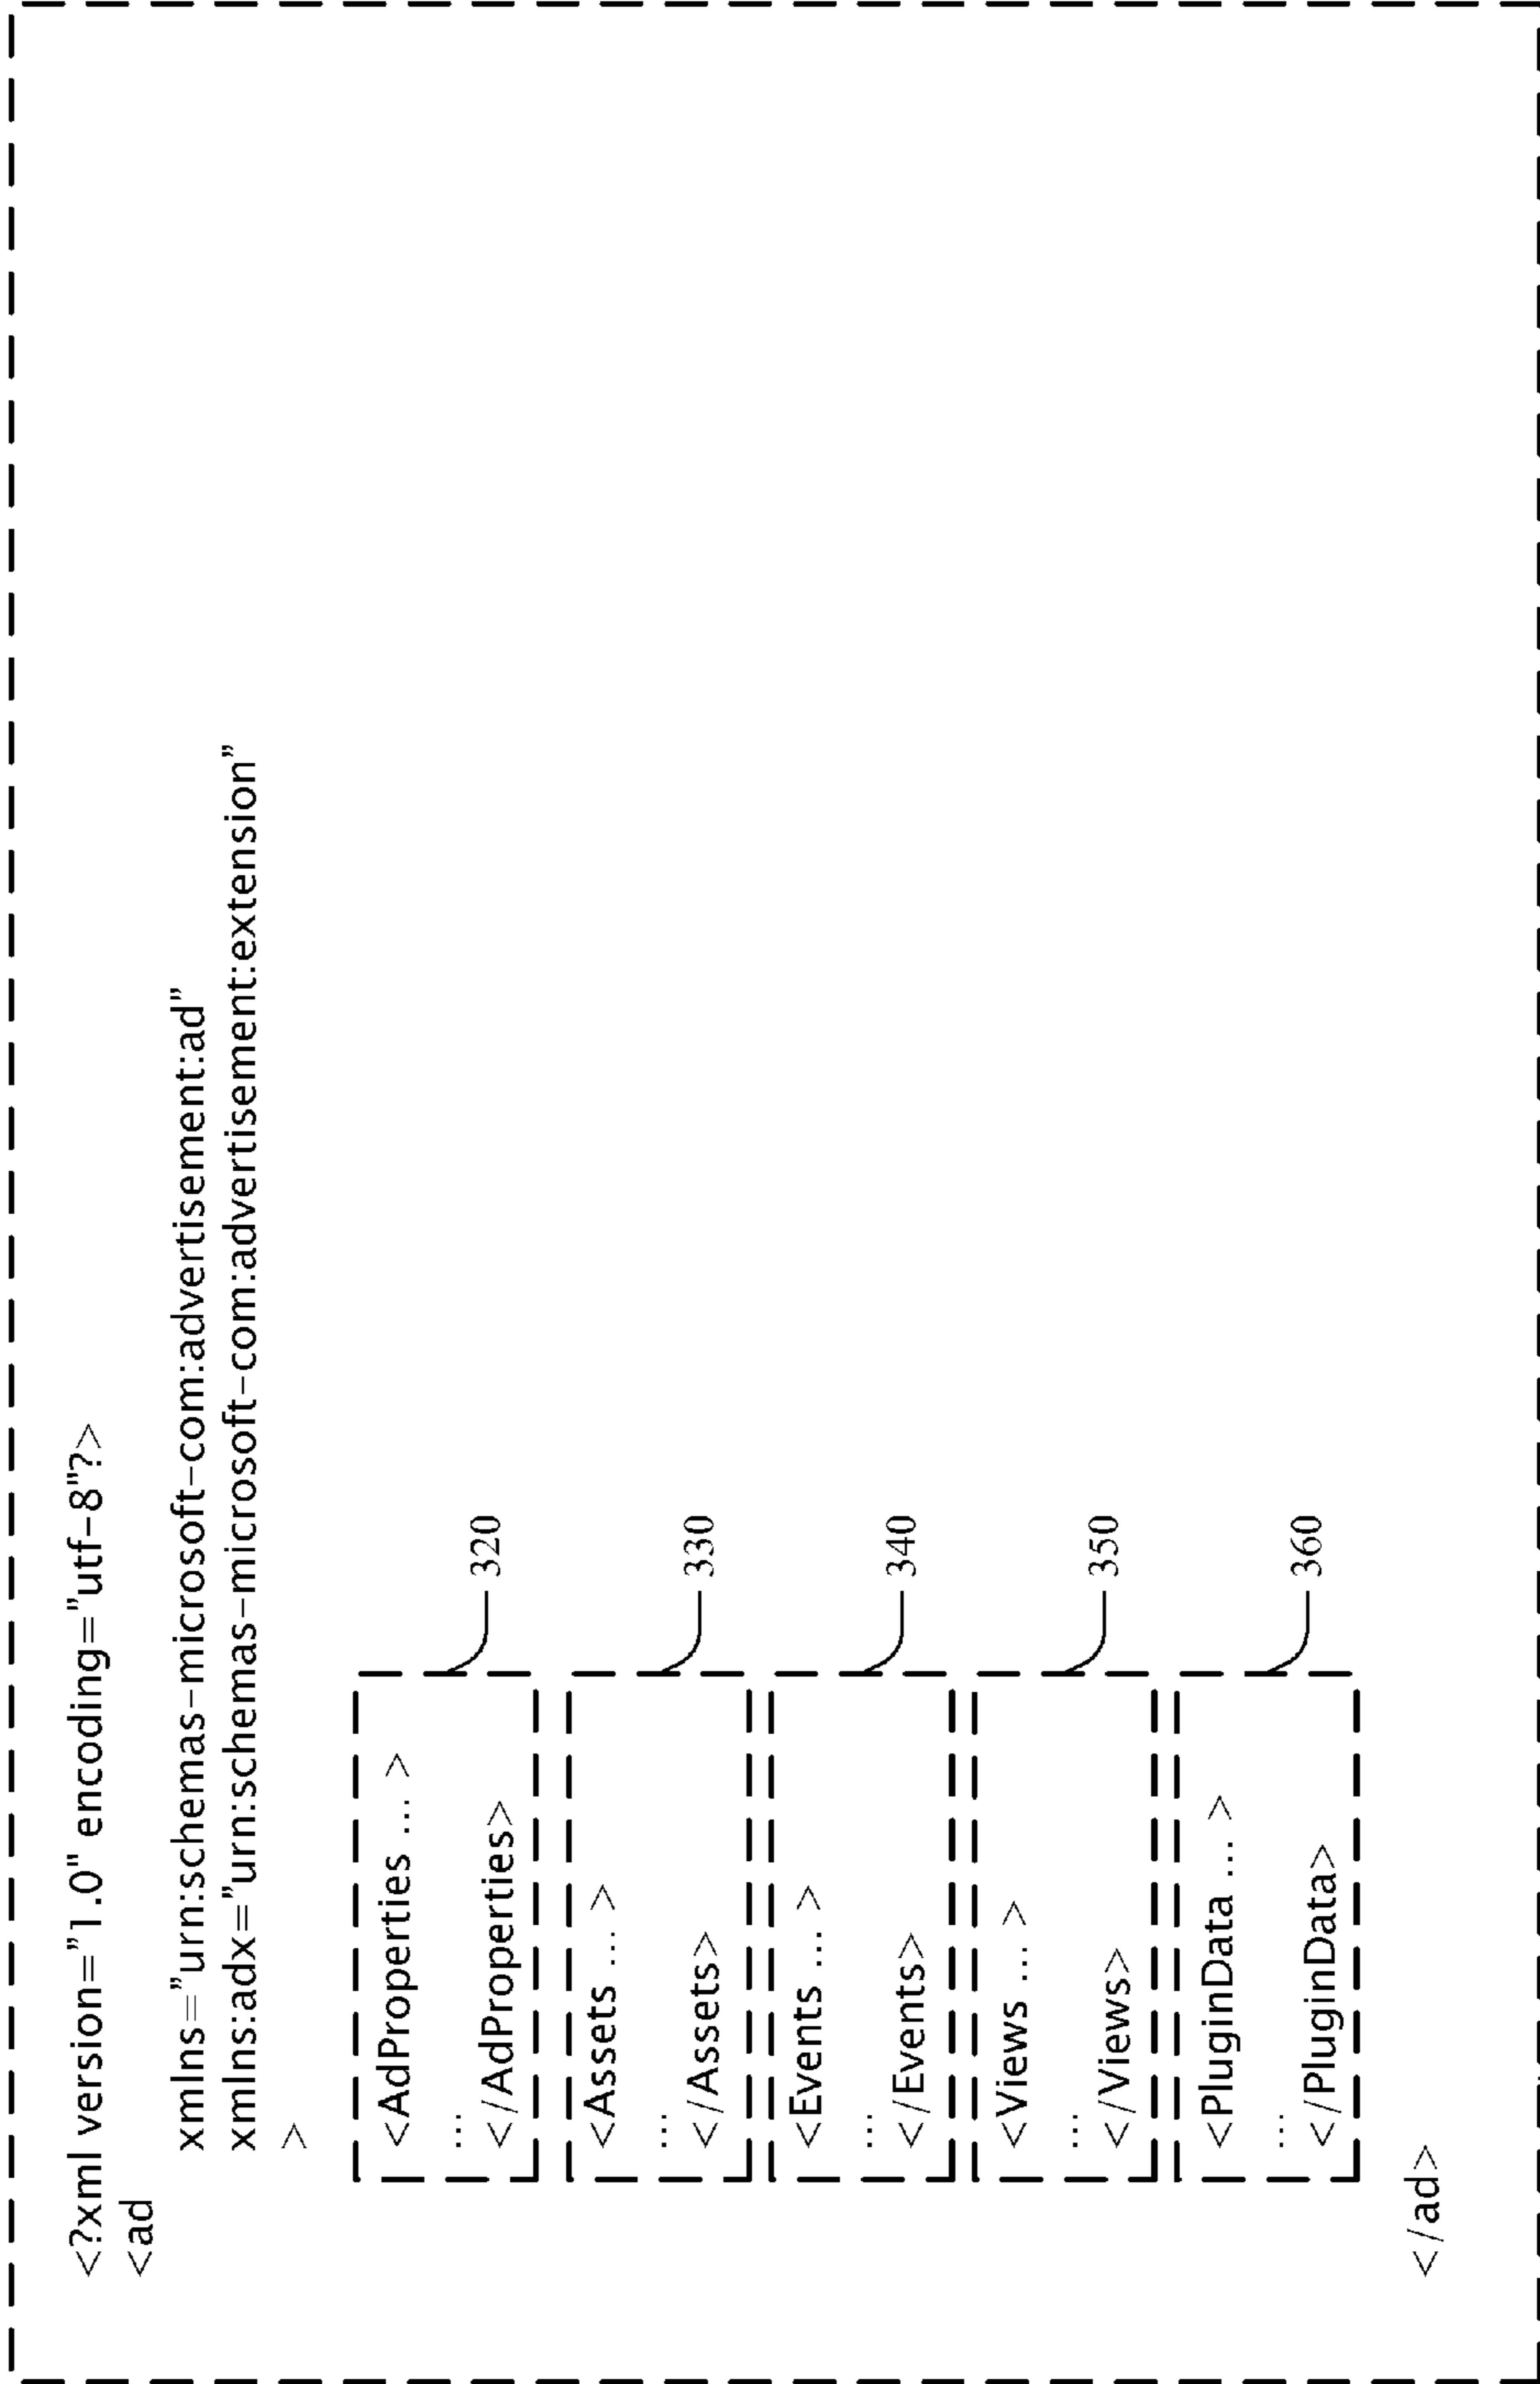 <?xml version="1.0" encoding="utf-8"?>
<ad
xmlns="urn:schemas-microsoft-com:advertisement:ad"
xmlns:adx="urn:schemas-microsoft-com:advertisement:extension"
>
<AdProperties ... >
...
</AdProperties>
320
<Assets ... >
...
</Assets>
330
<Events ... >
...
</Events>
340
<Views ... >
...
</Views>
350
<PluginData ... >
...
</PluginData>
360
</ad>